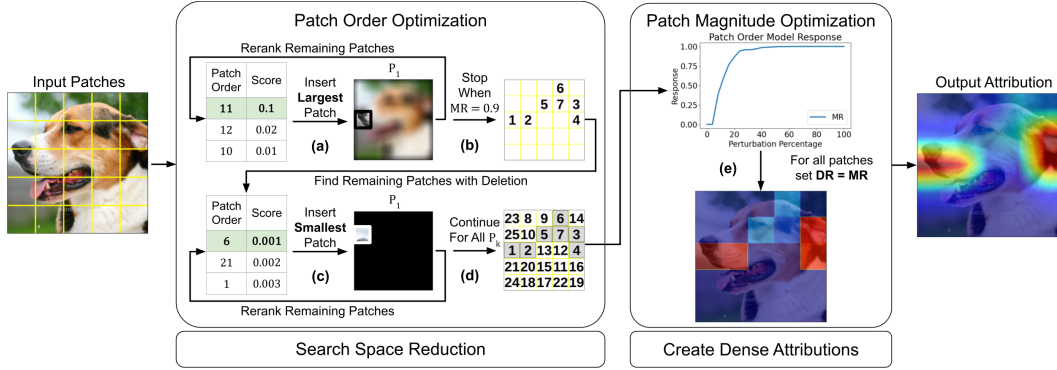 Patch Order Optimization
Patch Magnitude Optimization
Input Patches
Rerank Remaining Patches
Patch Order Score
11 0.1
12 0.02
10 0.01
Insert
Largest
Patch
(a)
P1
Stop
When
MR = 0.9
(b)
6
5 7 3
1 2 4
Find Remaining Patches with Deletion
Patch Order Score
6 0.001
21 0.002
1 0.003
Insert
Smallest
Patch
(c)
P1
Continue
For All Pk
(d)
23 8 9 6 14
25 10 5 7 3
1 2 13 12 4
21 20 15 11 16
24 18 17 22 19
Rerank Remaining Patches
Search Space Reduction
Patch Order Model Response
1.00
0.75
0.50
0.25
0.00
Response
MR
0 20 40 60 80 100
Perturbation Percentage
(e)
For all patches
set DR = MR
Create Dense Attributions
Output Attribution